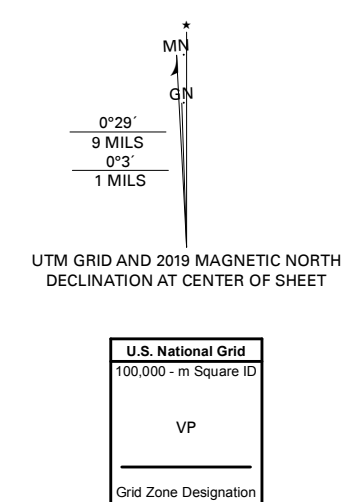 ★
MN
GN
0°29´
9 MILS
0°3´
1 MILS
UTM GRID AND 2019 MAGNETIC NORTH
DECLINATION AT CENTER OF SHEET
U.S. National Grid
100,000 - m Square ID
VP
Grid Zone Designation